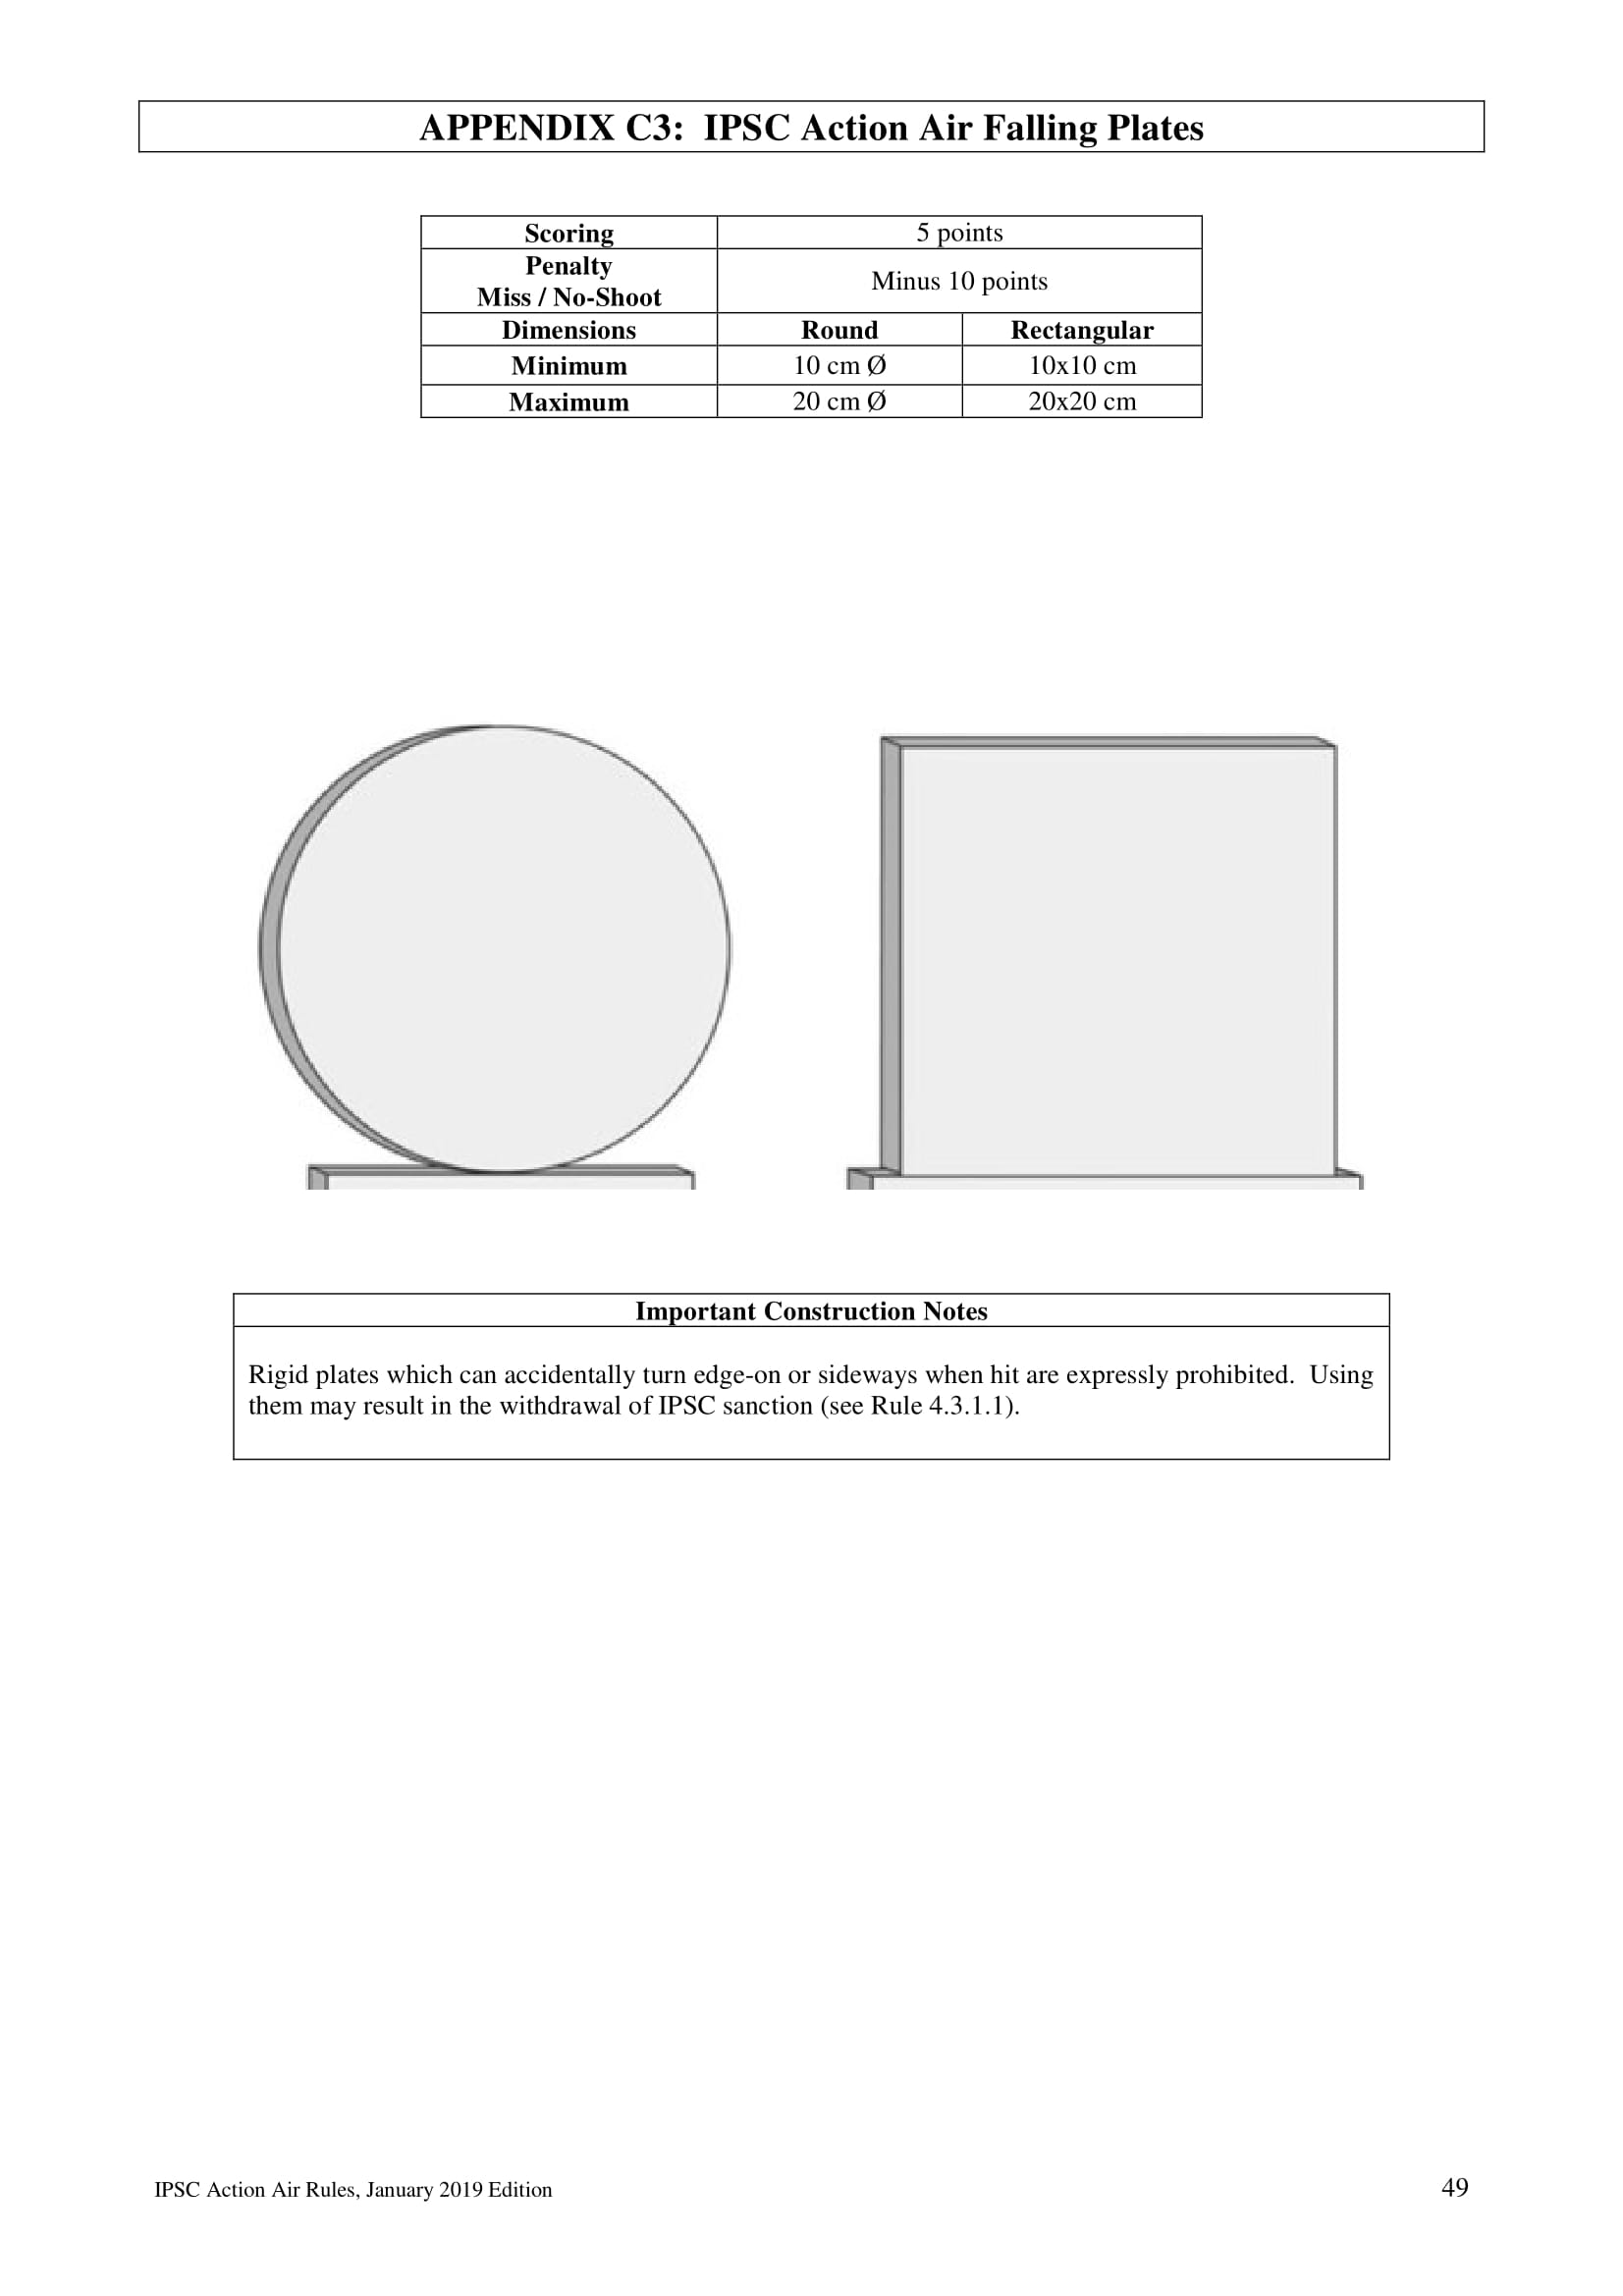 APPENDIX C3:  IPSC Action Air Falling Plates
Scoring 5 points
Penalty
Miss / No-Shoot Minus 10 points
Dimensions Round Rectangular
Minimum 10 cm Ø 10x10 cm
Maximum 20 cm Ø 20x20 cm
Important Construction Notes
Rigid plates which can accidentally turn edge-on or sideways when hit are expressly prohibited.  Using
them may result in the withdrawal of IPSC sanction (see Rule 4.3.1.1).
IPSC Action Air Rules, January 2019 Edition 49